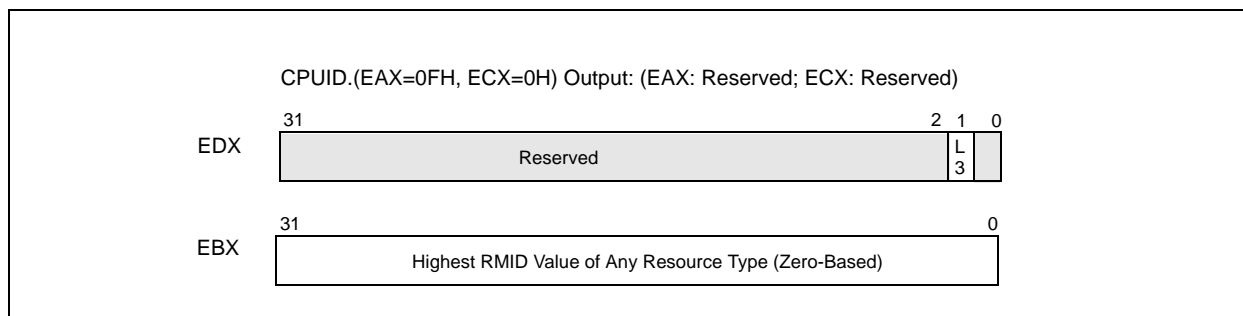 CPUID.(EAX=0FH, ECX=0H) Output: (EAX: Reserved; ECX: Reserved)
31 2 1 0
EDX Reserved L3
31 0
EBX Highest RMID Value of Any Resource Type (Zero-Based)